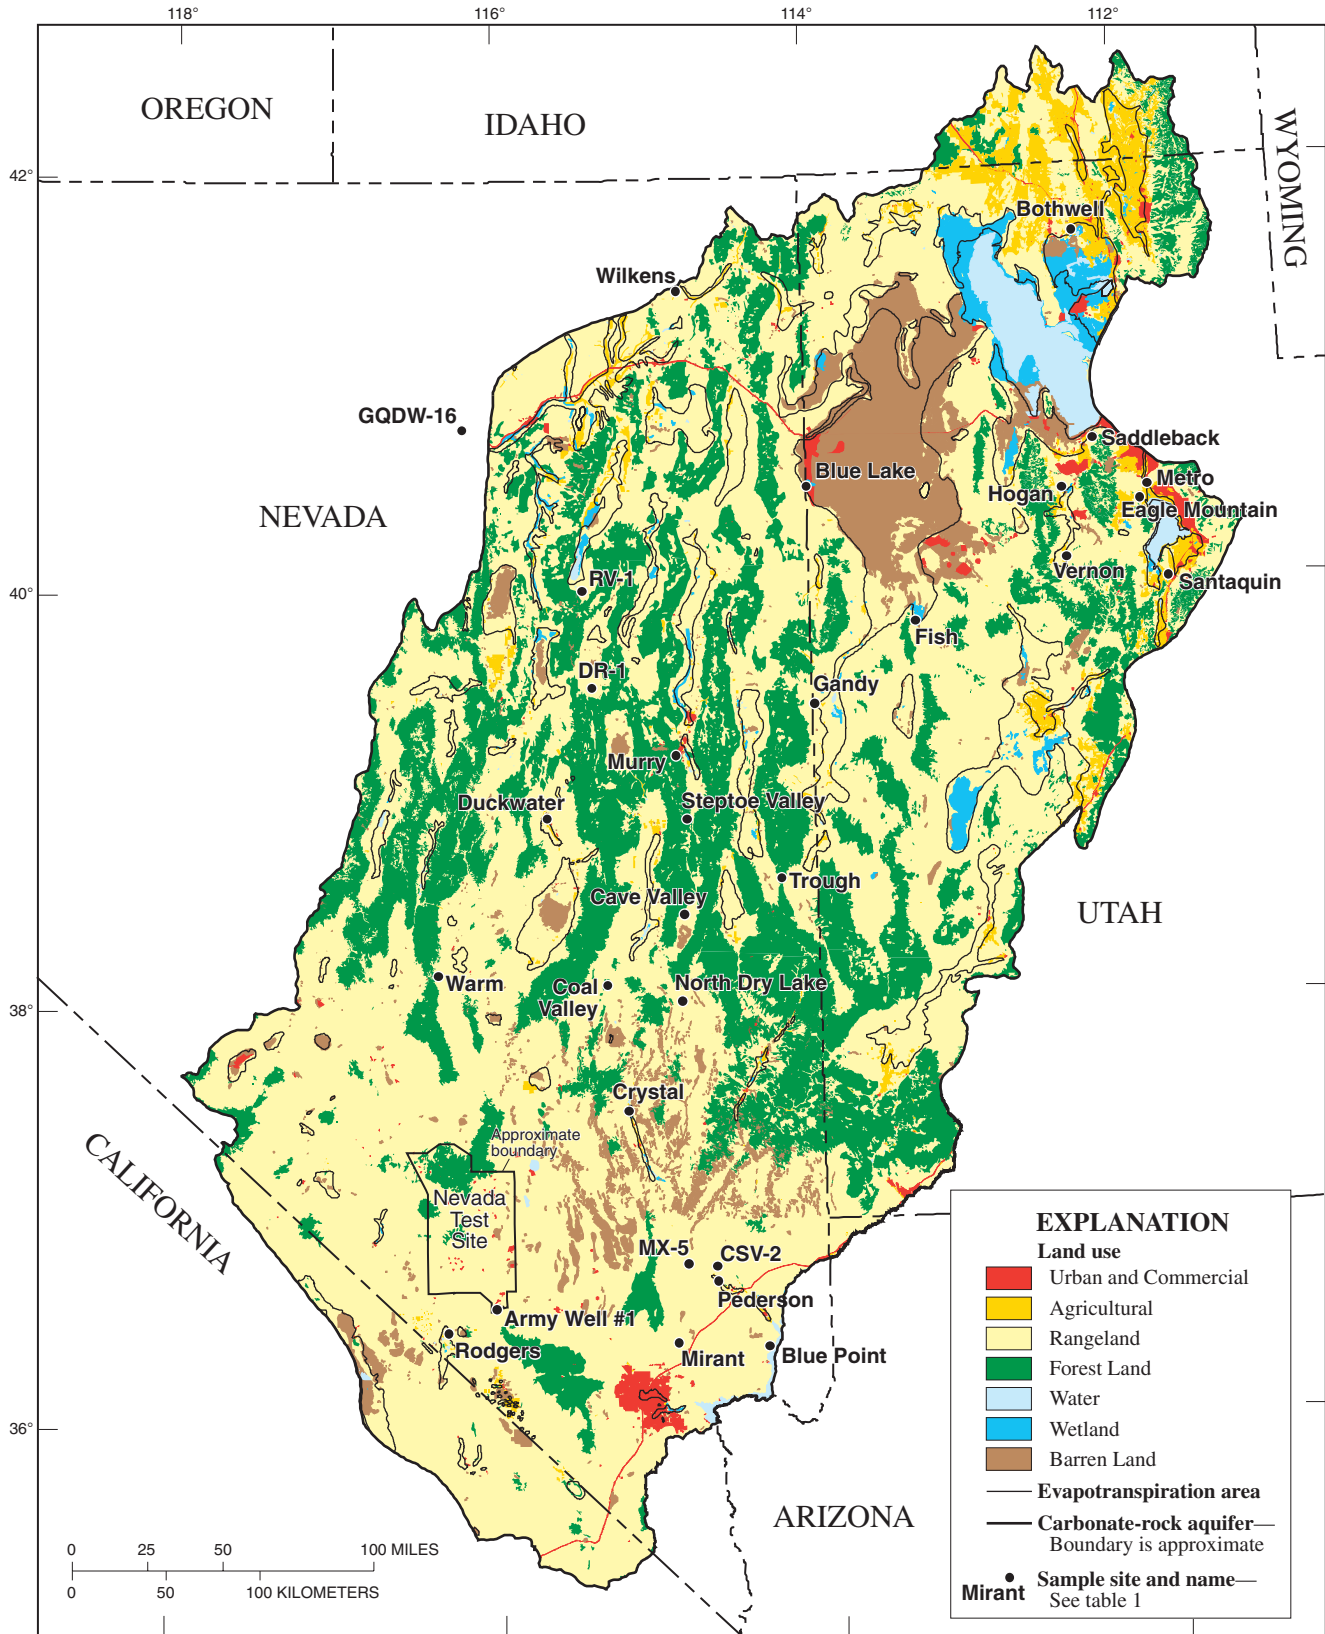 118°
116°
114°
112°
OREGON
IDAHO
WYOMING
42°
Bothwell
Wilkens
GQDW-16
Saddleback
Blue Lake
Metro
Hogan
Eagle Mountain
NEVADA
Vernon
Santaquin
RV-1
40°
Fish
DR-1
Gandy
Murry
Duckwater
Steptoe Valley
Trough
Cave Valley
UTAH
Warm
Coal
Valley
North Dry Lake
38°
Crystal
Approximate
boundary
CALIFORNIA
Nevada
Test
Site
MX-5
CSV-2
Pederson
Army Well #1
Rodgers
Mirant
Blue Point
36°
ARIZONA
EXPLANATION
Land use
Urban and Commercial
Agricultural
Rangeland
Forest Land
Water
Wetland
Barren Land
Evapotranspiration area
Carbonate-rock aquifer—
Boundary is approximate
Mirant
Sample site and name—
See table 1
0 25 50 100 MILES
0 50 100 KILOMETERS